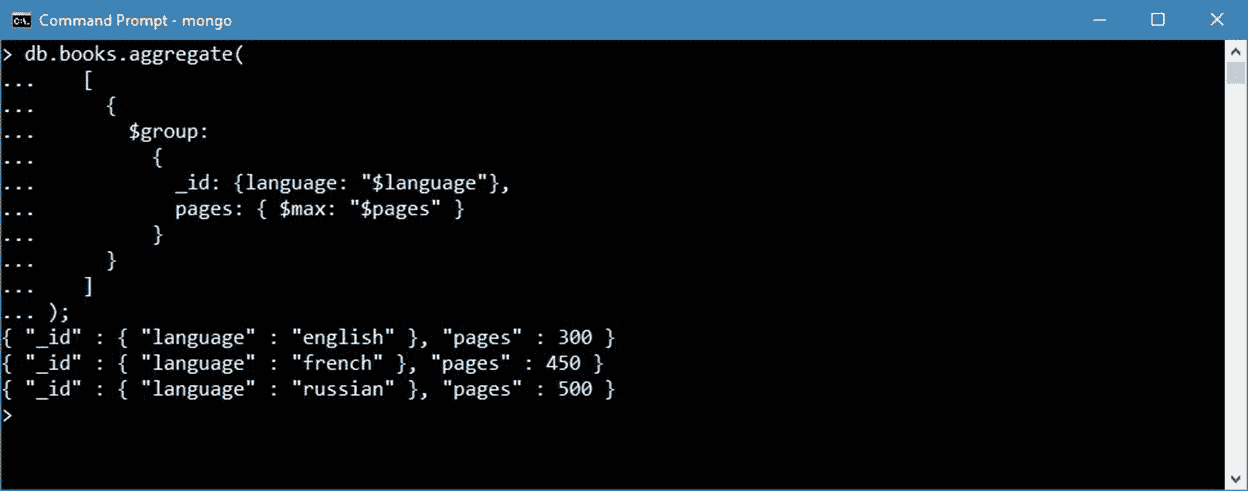 C:\. Command Prompt - mongo
> db.books.aggregate(
...    [
...      {
...        $group:
...          {
...            _id: {language: "$language"},
...            pages: { $max: "$pages" }
...          }
...      }
...    ]
... );
{ "_id" : { "language" : "english" }, "pages" : 300 }
{ "_id" : { "language" : "french" }, "pages" : 450 }
{ "_id" : { "language" : "russian" }, "pages" : 500 }
>